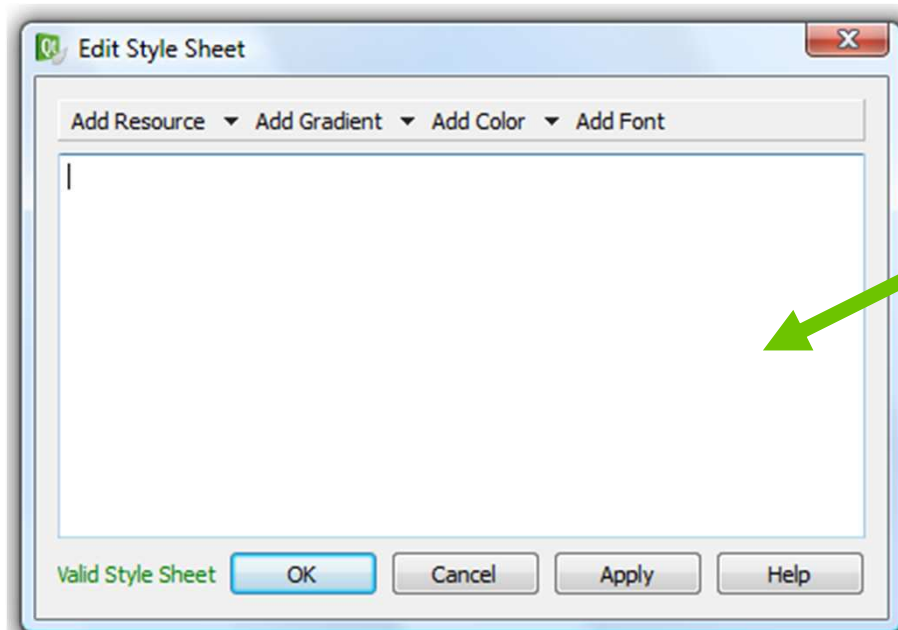 Edit Style Sheet
Add Resource Add Gradient Add Color Add Font
Valid Style Sheet OK Cancel Apply Help